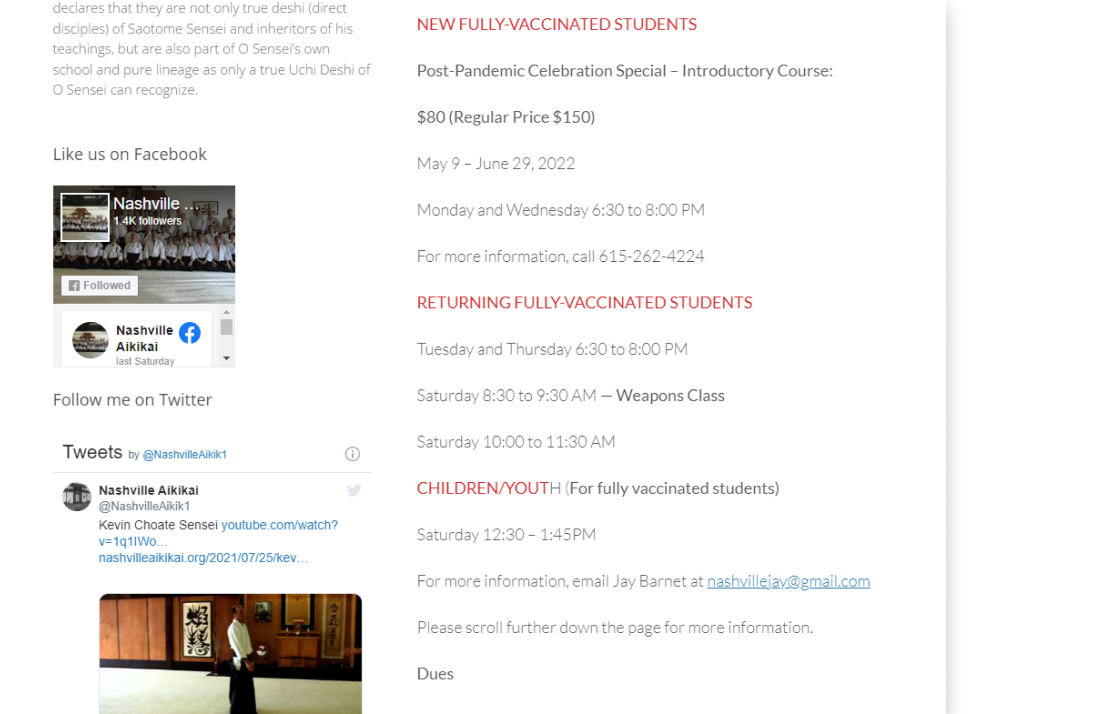 declares that they are not only true deshi (direct
disciples) of Saotome Sensei and inheritors of his
teachings, but are also part of O Sensei's own
school and pure lineage as only a true Uchi Deshi of
O Sensei can recognize.
Like us on Facebook
Nashville ...
1.4K followers
Followed
Nashville
Aikikai
last Saturday
Follow me on Twitter
Tweets by @NashvilleAikik1
Nashville Aikikai
@NashvilleAikik1
Kevin Choate Sensei youtube.com/watch?
v=1q1IWo…
nashvilleaikikai.org/2021/07/25/kev…
NEW FULLY-VACCINATED STUDENTS
Post-Pandemic Celebration Special – Introductory Course:
$80 (Regular Price $150)
May 9 – June 29, 2022
Monday and Wednesday 6:30 to 8:00 PM
For more information, call 615-262-4224
RETURNING FULLY-VACCINATED STUDENTS
Tuesday and Thursday 6:30 to 8:00 PM
Saturday 8:30 to 9:30 AM — Weapons Class
Saturday 10:00 to 11:30 AM
CHILDREN/YOUTH (For fully vaccinated students)
Saturday 12:30 – 1:45PM
For more information, email Jay Barnet at nashvillejay@gmail.com
Please scroll further down the page for more information.
Dues